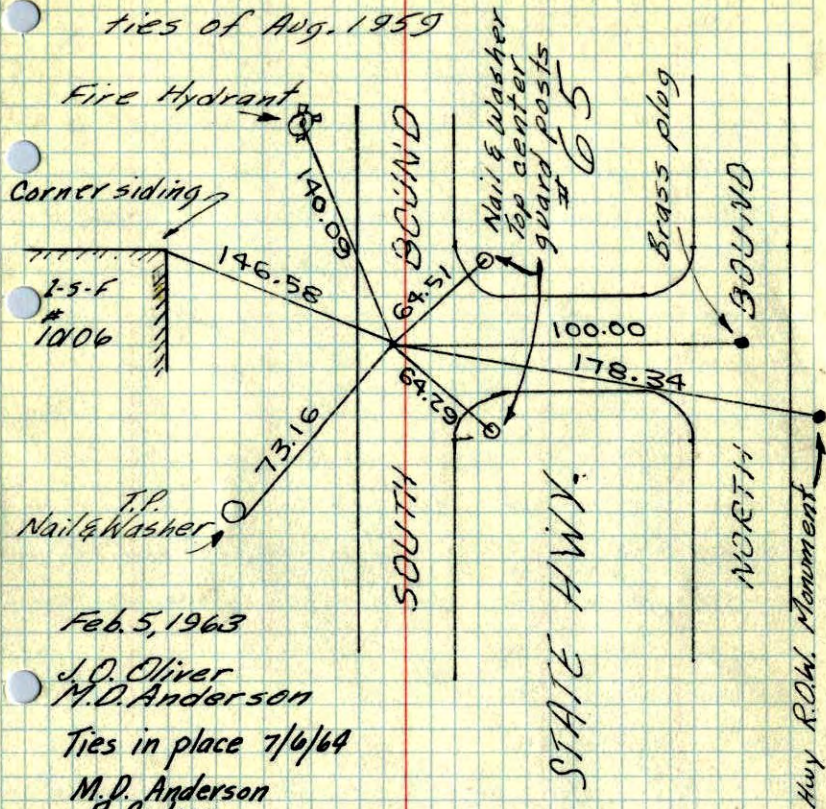 ties of Aug. 1959
Fire Hydrant
Corner siding
1-S-F
#
1006
140.09
146.58
SOUTH BOUND
64.51
Nail & Washer
Top center
guard posts
# 65
Brass plug
NORTH BOUND
100.00
178.34
64.29
73.16
T.P.
Nail & Washer
STATE HWY.
Hwy R.O.W. Monument
Feb. 5, 1963
J.O. Oliver
M.D. Anderson
Ties in place 7/6/64
M.D. Anderson